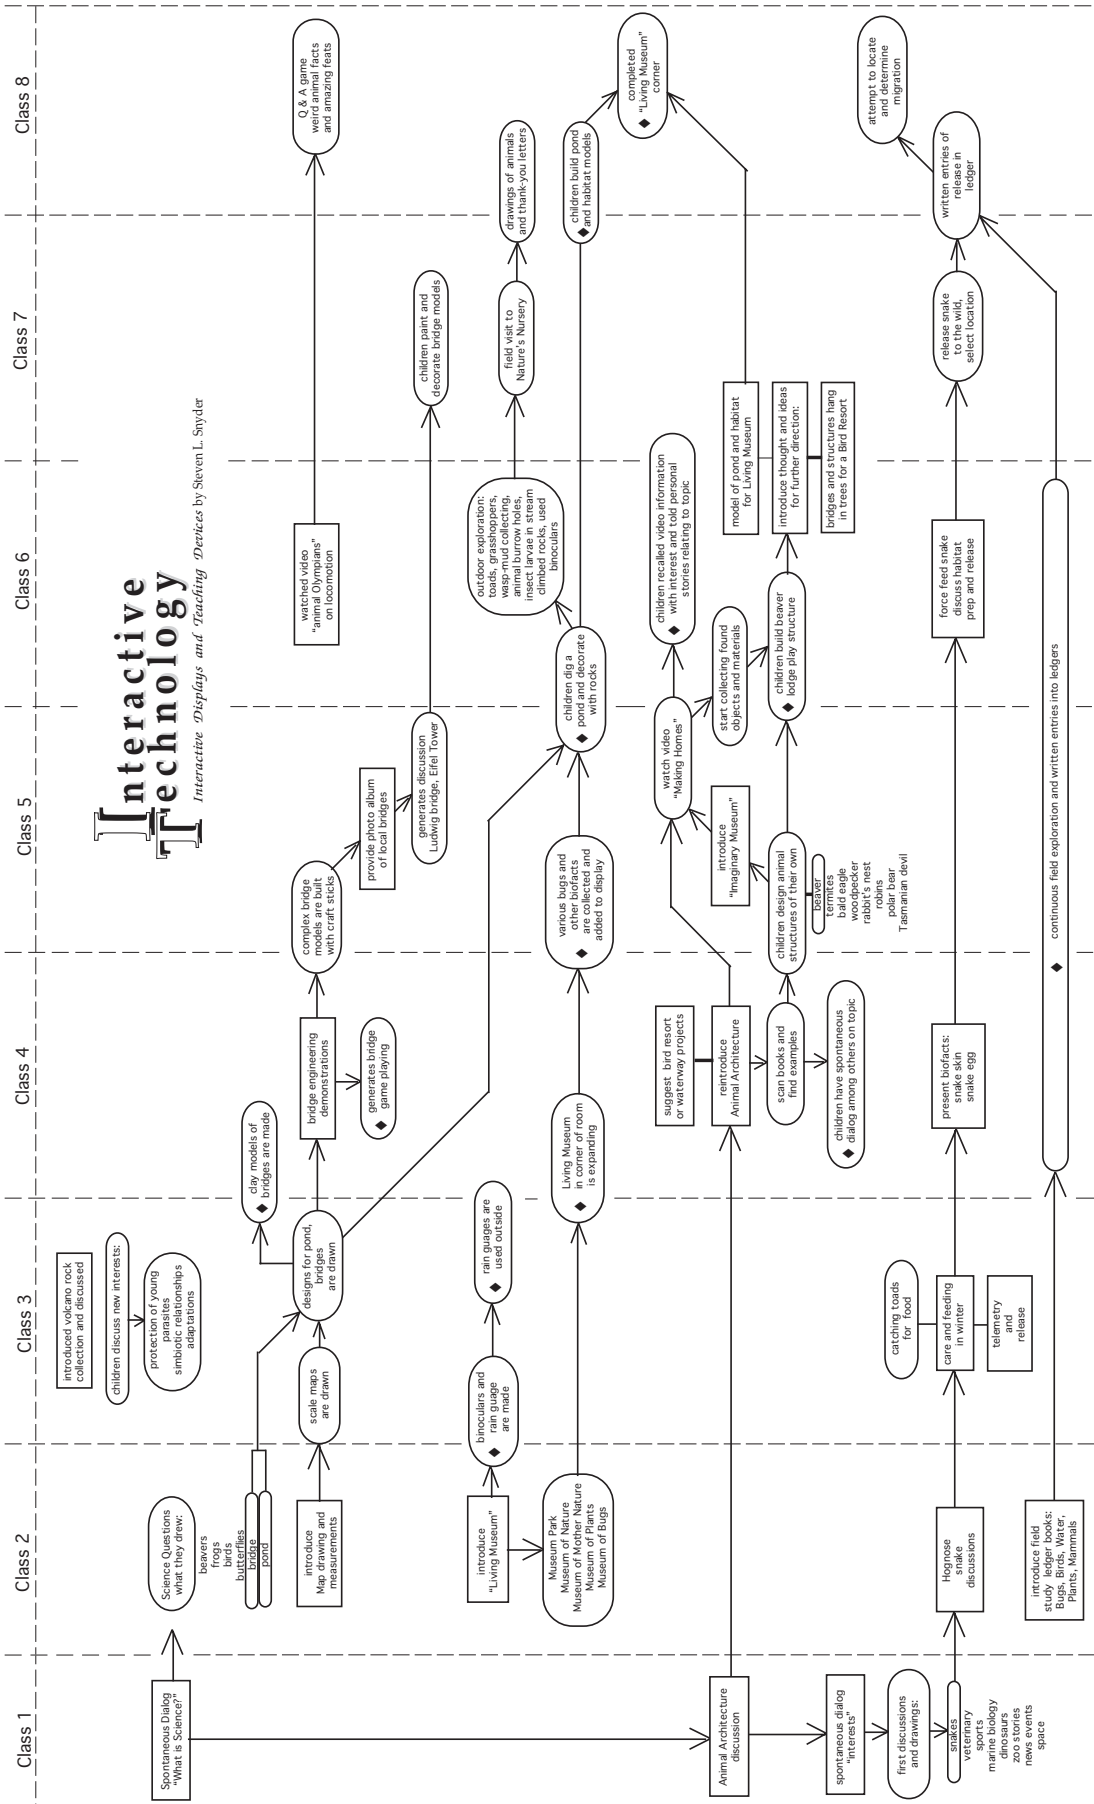 Interactive
Technology
Interactive Displays and Teaching Devices by Steven L. Snyder
Class 1
Class 2
Class 3
Class 4
Class 5
Class 6
Class 7
Class 8
Spontaneous Dialog
"What is Science?"
Animal Architecture
discussion
spontaneous dialog
"interests"
first discussions
and drawings:
snakes
veterinary
sports
marine biology
dinosaurs
zoo stories
news events
space
Science Questions
what they drew:
beavers
frogs
birds
butterflies
bridge
pond
introduce
Map drawing and
measurements
introduce
"Living Museum"
Museum Park
Museum of Nature
Museum of Mother Nature
Museum of Plants
Museum of Bugs
Hognose
snake
discussions
introduce field
study ledger books:
Bugs, Birds, Water,
Plants, Mammals
introduced volcano rock
collection and discussed
children discuss new interests:
protection of young
parasites
simbiotic relationships
adaptations
scale maps
are drawn
designs for pond,
bridges
are drawn
binoculars and
rain guage
are made
rain guages are
used outside
catching toads
for food
care and feeding
in winter
telemetry
and
release
clay models of
bridges are made
bridge engineering
demonstrations
generates bridge
game playing
Living Museum
in corner of room
is expanding
suggest bird resort
or waterway projects
reintroduce
Animal Architecture
scan books and
find examples
children have spontaneous
dialog among others on topic
present biofacts:
snake skin
snake egg
complex bridge
models are built
with craft sticks
provide photo album
of local bridges
generates discussion
Ludwig bridge, Eifel Tower
various bugs and
other biofacts
are collected and
added to display
children dig a
pond and decorate
with rocks
watch video
"Making Homes"
introduce
"Imaginary Museum"
children design animal
structures of their own
beaver
termites
bald eagle
woodpecker
rabbit's nest
robins
polar bear
Tasmanian devil
start collecting found
objects and materials
children build beaver
lodge play structure
continuous field exploration and written entries into ledgers
watched video
"animal Olympians"
on locomotion
outdoor exploration:
toads, grasshoppers,
wasp-mud collecting,
animal burrow holes,
insect larvae in stream
climbed rocks, used
binoculars
children recalled video information
with interest and told personal
stories relating to topic
force feed snake
discuss habitat
prep and release
model of pond and habitat
for Living Museum
introduce thought and ideas
for further direction:
bridges and structures hang
in trees for a Bird Resort
children paint and
decorate bridge models
field visit to
Nature's Nursery
release snake
to the wild,
select location
Q & A game
weird animal facts
and amazing feats
drawings of animals
and thank-you letters
children build pond
and habitat models
completed
"Living Museum"
corner
written entries of
release in
ledger
attempt to locate
and determine
migration